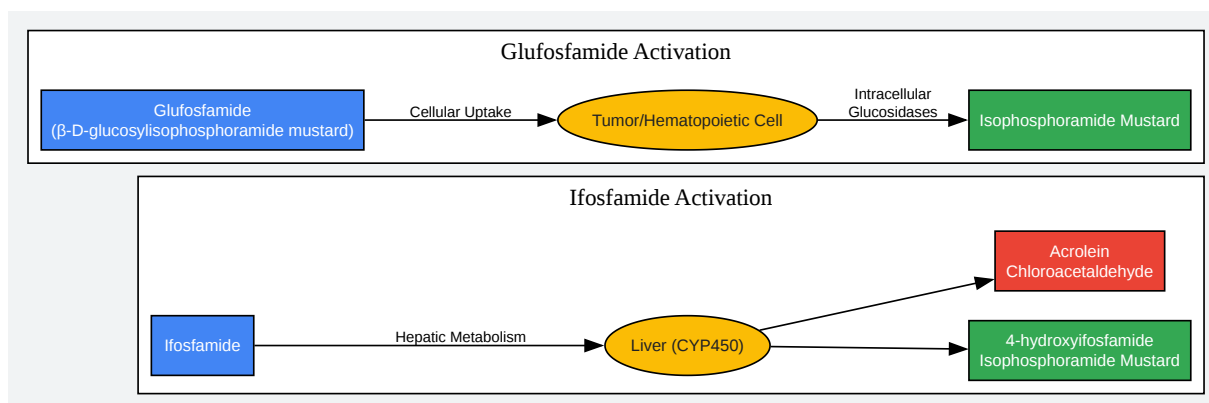 Glufosfamide Activation
Glufosfamide
(β-D-glucosylisophosphoramide mustard)
Cellular Uptake
Tumor/Hematopoietic Cell
Intracellular
Glucosidases
Isophosphoramide Mustard
Ifosfamide Activation
Ifosfamide
Hepatic Metabolism
Liver (CYP450)
Acrolein
Chloroacetaldehyde
4-hydroxyifosfamide
Isophosphoramide Mustard